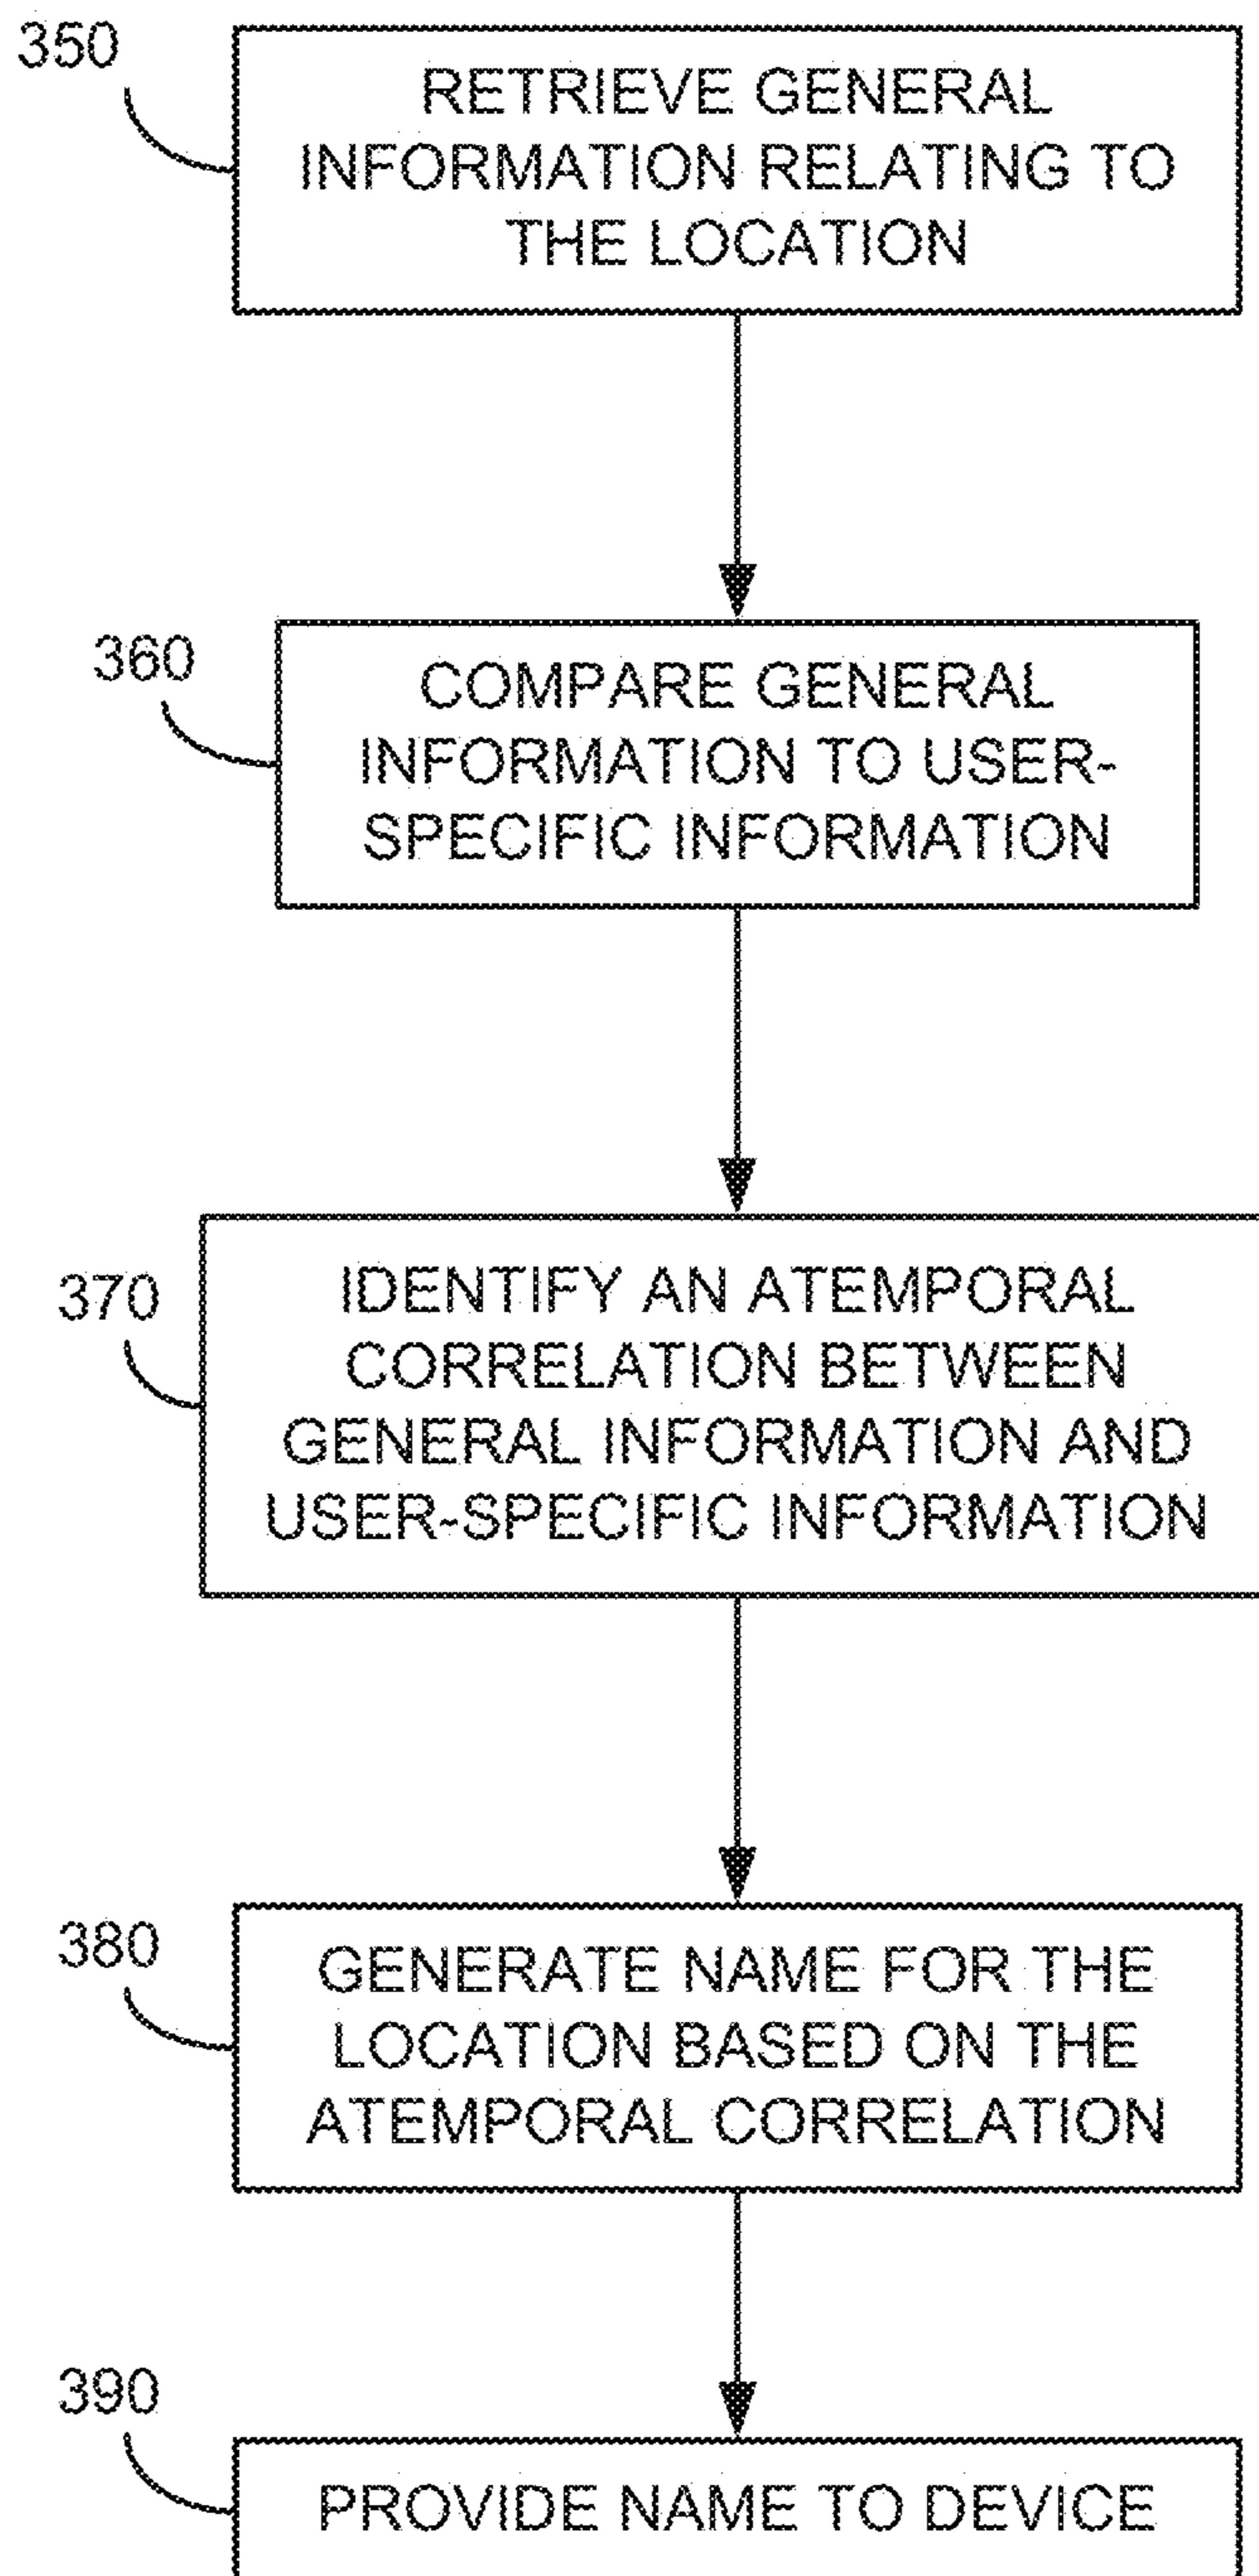 350
RETRIEVE GENERAL
INFORMATION RELATING TO
THE LOCATION
360
COMPARE GENERAL
INFORMATION TO USER-
SPECIFIC INFORMATION
370
IDENTIFY AN ATEMPORAL
CORRELATION BETWEEN
GENERAL INFORMATION AND
USER-SPECIFIC INFORMATION
380
GENERATE NAME FOR THE
LOCATION BASED ON THE
ATEMPORAL CORRELATION
390
PROVIDE NAME TO DEVICE